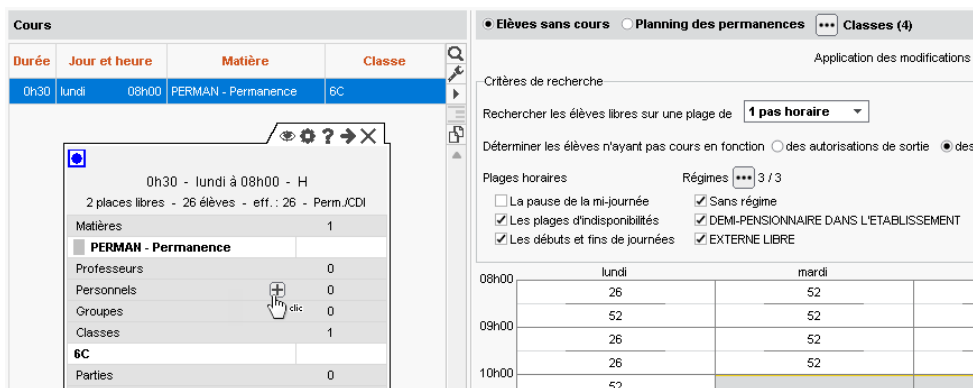 Cours
Durée Jour et heure Matière Classe
0h30 lundi 08h00 PERMAN - Permanence 6C
0h30 - lundi à 08h00 - H
2 places libres - 26 élèves - eff. : 26 - Perm./CDI
Matières 1
PERMAN - Permanence
Professeurs 0
Personnels 0
clic
Groupes 0
Classes 1
6C
Parties 0
Elèves sans cours Planning des permanences ... Classes (4)
Application des modifications
Critères de recherche
Rechercher les élèves libres sur une plage de 1 pas horaire
Déterminer les élèves n'ayant pas cours en fonction des autorisations de sortie des
Plages horaires Régimes ... 3 / 3
La pause de la mi-journée Sans régime
Les plages d'indisponibilités DEMI-PENSIONNAIRE DANS L'ETABLISSEMENT
Les débuts et fins de journées EXTERNE LIBRE
lundi mardi
08h00
26 52
52 52
09h00
26 52
26 52
10h00
52